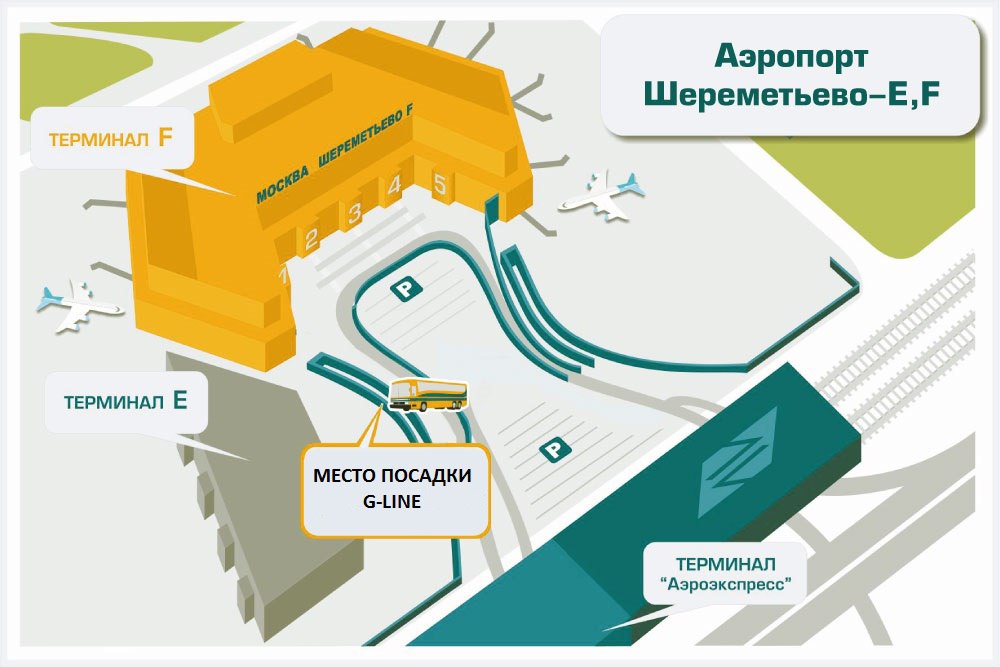 Аэропорт
Шереметьево-E,F
ТЕРМИНАЛ F
МОСКВА ШЕРЕМЕТЬЕВО F
1
2
3
4
5
P
ТЕРМИНАЛ E
P
МЕСТО ПОСАДКИ
G-LINE
ТЕРМИНАЛ
“Аэроэкспресс”